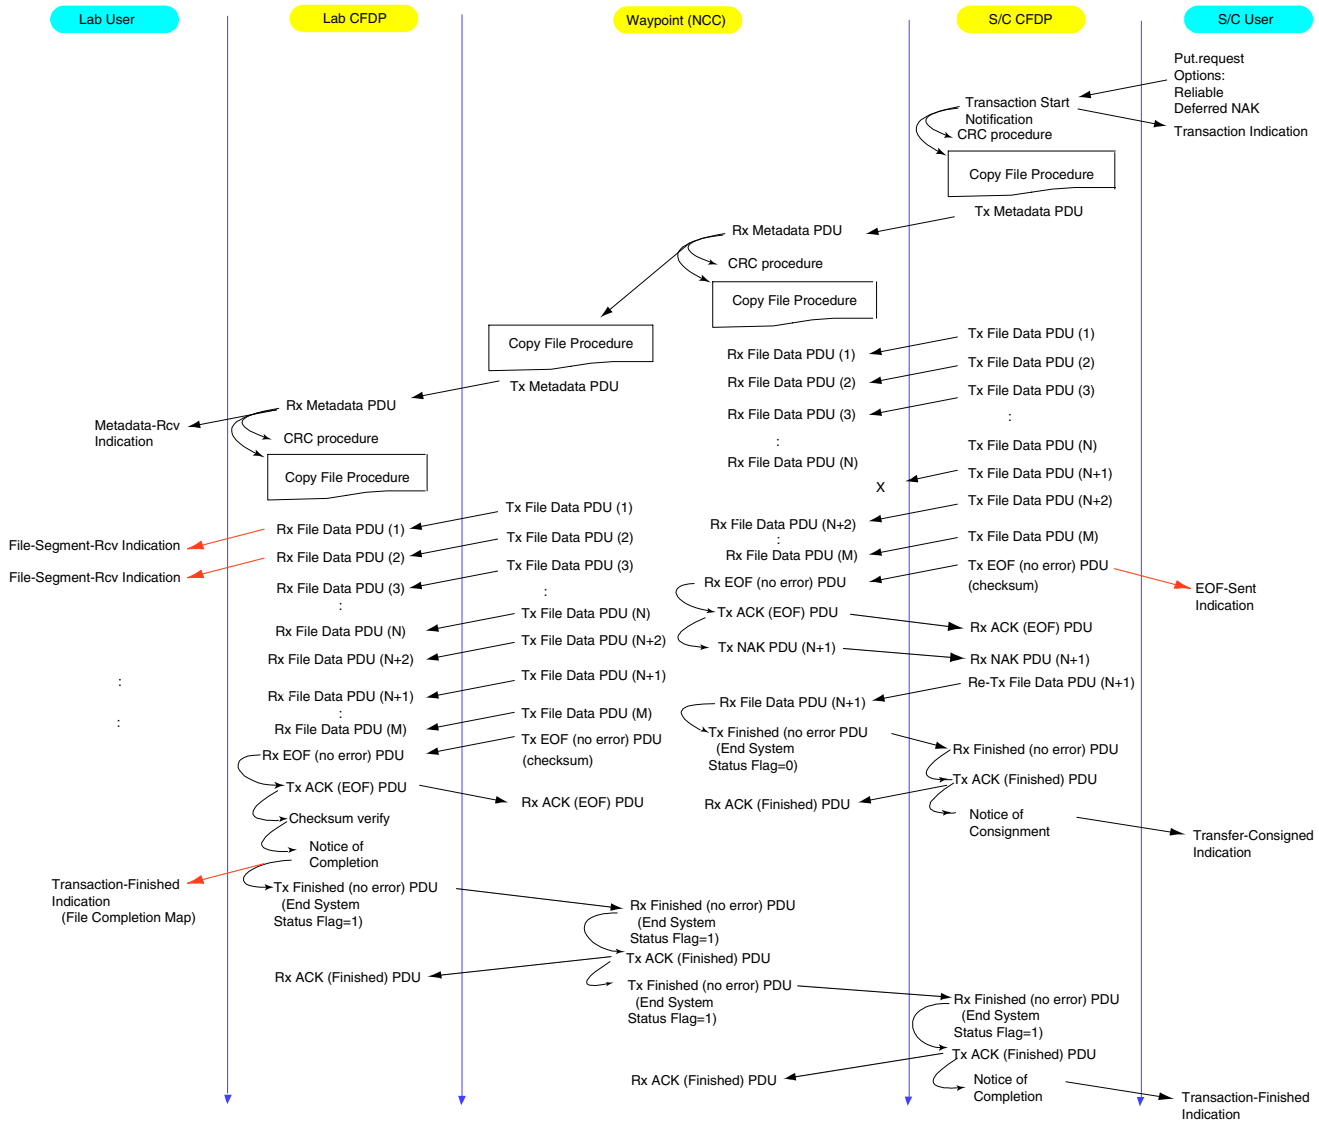 Lab User
Lab CFDP
Waypoint (NCC)
S/C CFDP
S/C User
Put.request
Options:
Reliable
Deferred NAK
Transaction Start
Notification
CRC procedure
Transaction Indication
Copy File Procedure
Tx Metadata PDU
Rx Metadata PDU
CRC procedure
Copy File Procedure
Copy File Procedure
Tx File Data PDU (1)
Rx File Data PDU (1)
Tx File Data PDU (2)
Rx File Data PDU (2)
Tx Metadata PDU
Tx File Data PDU (3)
Rx Metadata PDU
Rx File Data PDU (3)
:
Metadata-Rcv
Indication
CRC procedure
:
Tx File Data PDU (N)
Rx File Data PDU (N)
Copy File Procedure
Tx File Data PDU (N+1)
X
Tx File Data PDU (1)
Tx File Data PDU (N+2)
Rx File Data PDU (1)
Rx File Data PDU (N+2)
:
File-Segment-Rcv Indication
Tx File Data PDU (2)
Tx File Data PDU (M)
Rx File Data PDU (2)
Rx File Data PDU (M)
File-Segment-Rcv Indication
Tx File Data PDU (3)
Tx EOF (no error) PDU
(checksum)
Rx File Data PDU (3)
:
:
Rx EOF (no error) PDU
EOF-Sent
Indication
Tx File Data PDU (N)
Tx ACK (EOF) PDU
Rx ACK (EOF) PDU
Rx File Data PDU (N)
Tx File Data PDU (N+2)
Tx NAK PDU (N+1)
Rx NAK PDU (N+1)
Rx File Data PDU (N+2)
Tx File Data PDU (N+1)
Re-Tx File Data PDU (N+1)
:
Rx File Data PDU (N+1)
:
Rx File Data PDU (N+1)
Tx File Data PDU (M)
:
Rx File Data PDU (M)
Tx Finished (no error PDU
(End System
Status Flag=0)
Tx EOF (no error) PDU
(checksum)
Rx Finished (no error) PDU
Rx EOF (no error) PDU
Tx ACK (Finished) PDU
Tx ACK (EOF) PDU
Rx ACK (EOF) PDU
Rx ACK (Finished) PDU
Checksum verify
Notice of
Consignment
Transfer-Consigned
Indication
Notice of
Completion
Transaction-Finished
Indication
(File Completion Map)
Tx Finished (no error) PDU
(End System
Status Flag=1)
Rx Finished (no error) PDU
(End System
Status Flag=1)
Tx ACK (Finished) PDU
Rx ACK (Finished) PDU
Tx Finished (no error) PDU
(End System
Status Flag=1)
Rx Finished (no error) PDU
(End System
Status Flag=1)
Tx ACK (Finished) PDU
Rx ACK (Finished) PDU
Notice of
Completion
Transaction-Finished
Indication